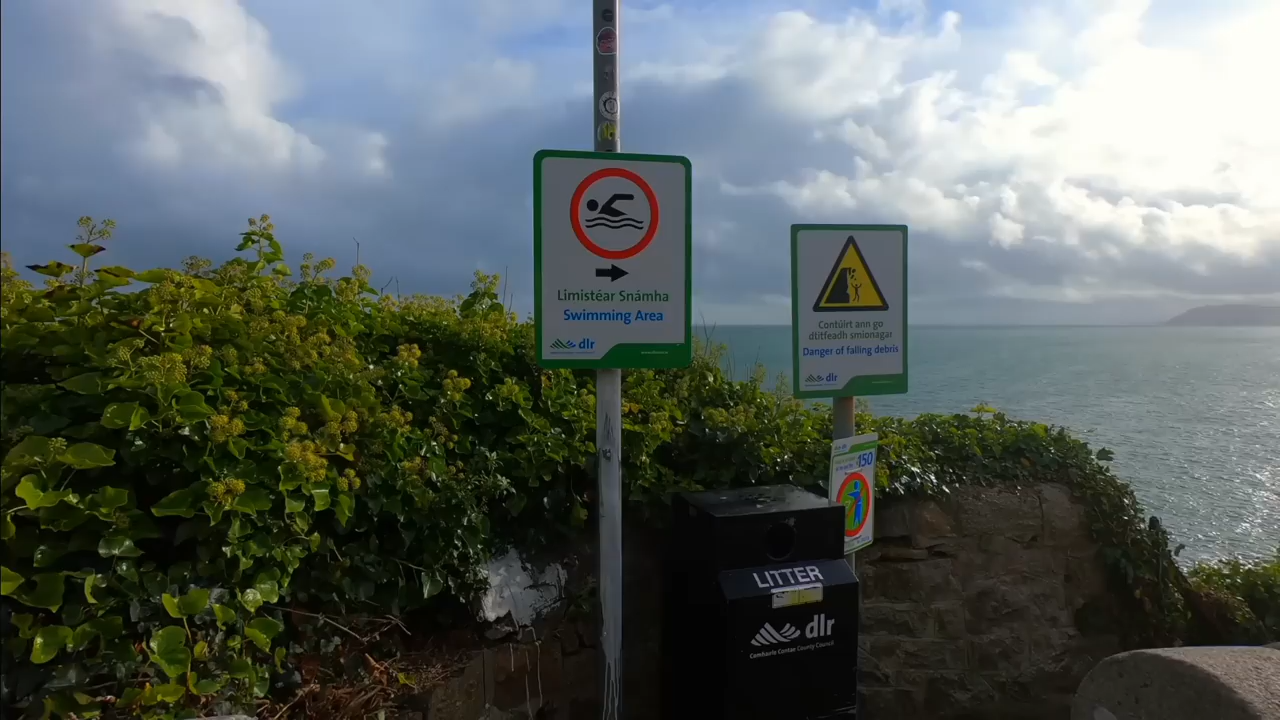 Limistéar Snámha
Swimming Area
dlr
Contúirt ann go
dtitfeadh smionagar
Danger of falling debris
dlr
€150
LITTER
dlr
Comhairle Contae County Council